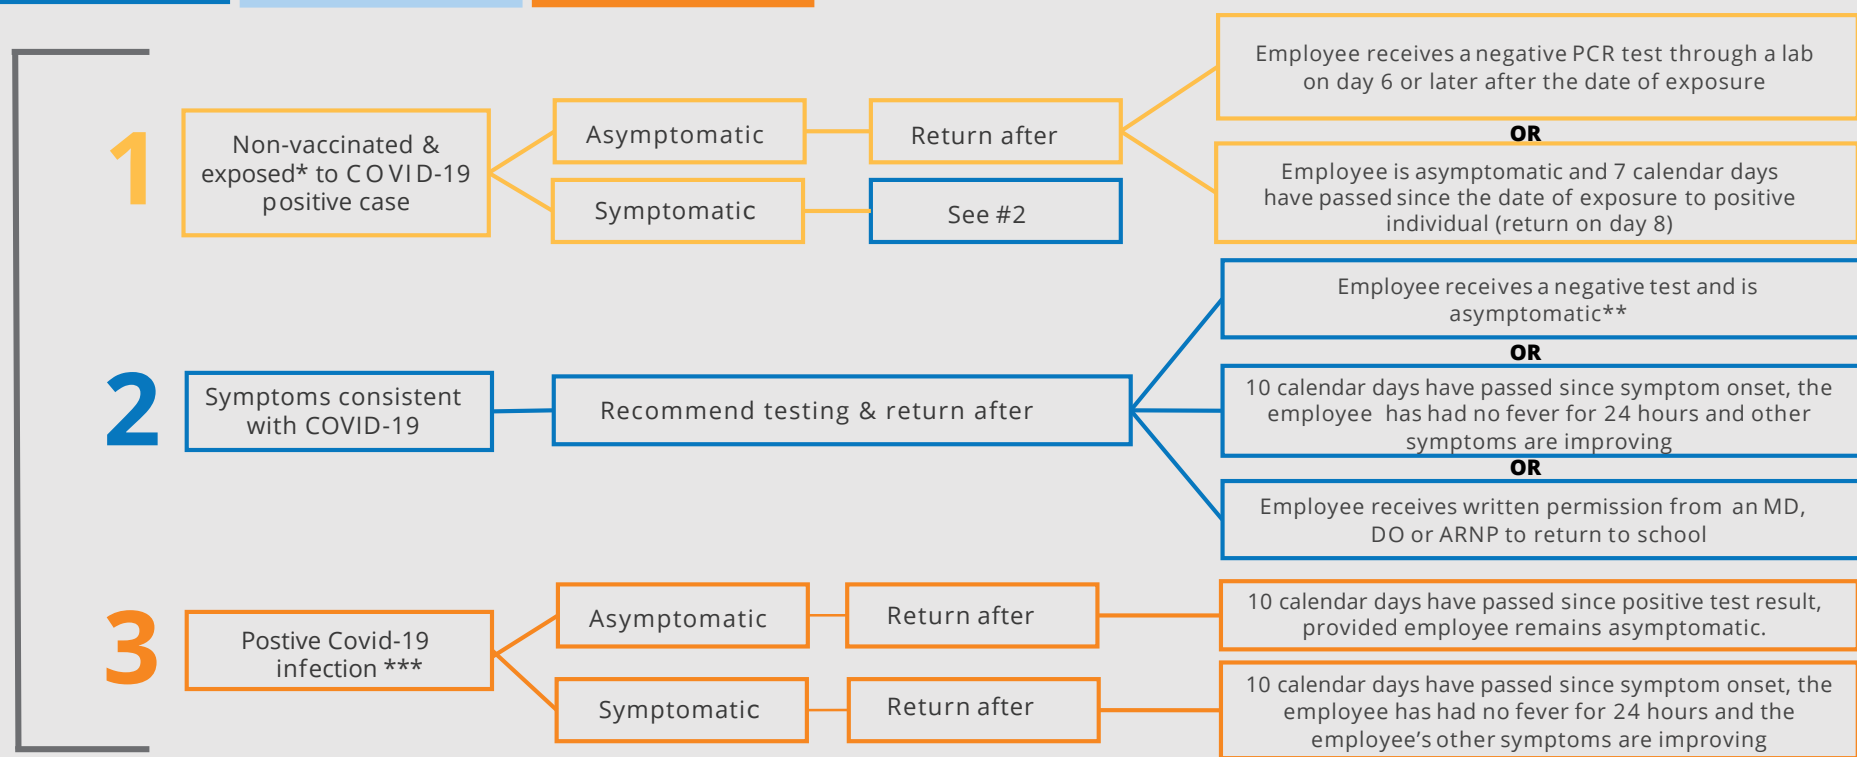 1
Non-vaccinated &
exposed* to COVID-19
positive case
Asymptomatic
Return after
Employee receives a negative PCR test through a lab
on day 6 or later after the date of exposure
OR
Employee is asymptomatic and 7 calendar days
have passed since the date of exposure to positive
individual (return on day 8)
Symptomatic
See #2
2
Symptoms consistent
with COVID-19
Recommend testing & return after
Employee receives a negative test and is
asymptomatic**
OR
10 calendar days have passed since symptom onset, the
employee has had no fever for 24 hours and other
symptoms are improving
OR
Employee receives written permission from an MD,
DO or ARNP to return to school
3
Postive Covid-19
infection ***
Asymptomatic
Return after
10 calendar days have passed since positive test result,
provided employee remains asymptomatic.
Symptomatic
Return after
10 calendar days have passed since symptom onset, the
employee has had no fever for 24 hours and the
employee's other symptoms are improving